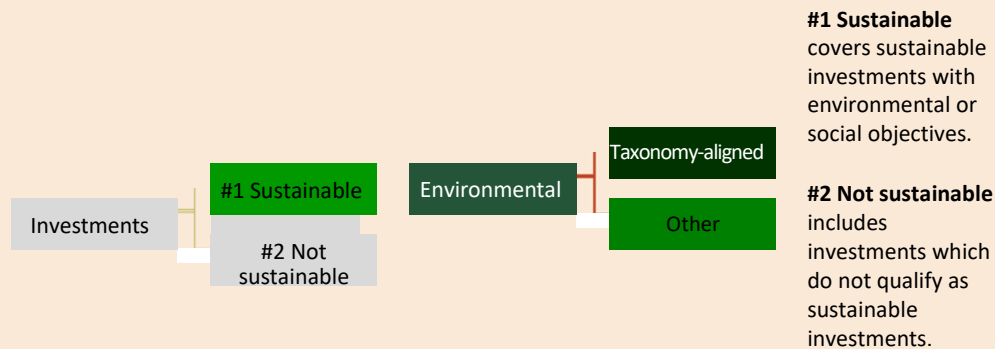 Investments
#1 Sustainable
#2 Not
sustainable
Environmental
Taxonomy-aligned
Other
#1 Sustainable
covers sustainable
investments with
environmental or
social objectives.
#2 Not sustainable
includes
investments which
do not qualify as
sustainable
investments.